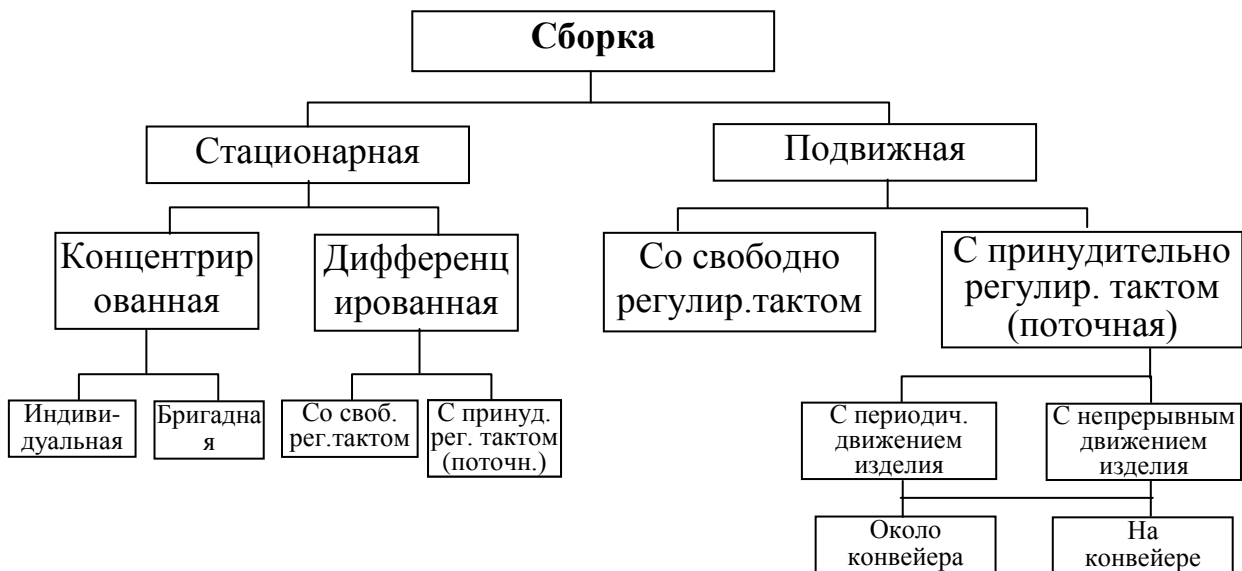 Сборка
Стационарная
Подвижная
Концентрир
ованная
Дифференц
ированная
Со свободно
регулир.тактом
С принудительно
регулир. тактом
(поточная)
Индиви-
дуальная
Бригадна
я
Со своб.
рег.тактом
С принуд.
рег. тактом
(поточн.)
С периодич.
движением
изделия
С непрерывным
движением
изделия
Около
конвейера
На
конвейере